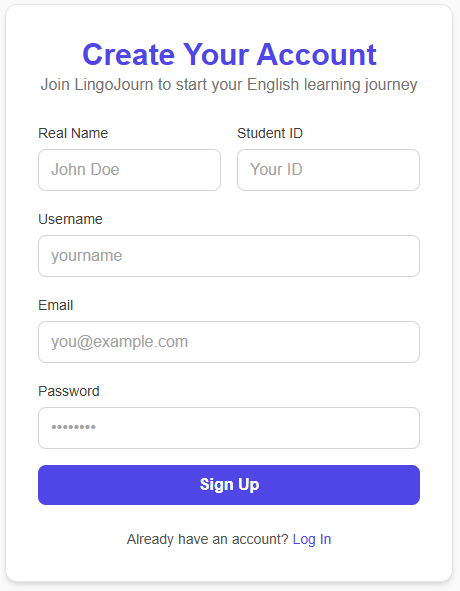 Create Your Account
Join LingoJourn to start your English learning journey
Real Name Student ID
John Doe Your ID
Username
yourname
Email
you@example.com
Password
••••••••
Sign Up
Already have an account? Log In